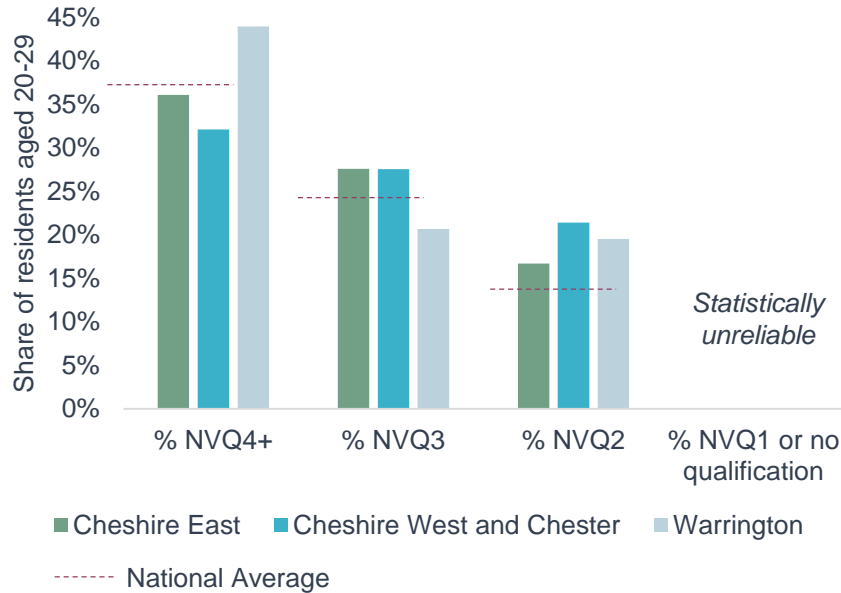 Share of residents aged 20-29
45%
40%
35%
30%
25%
20%
15%
10%
5%
0%
Statistically
unreliable
% NVQ4+
% NVQ3
% NVQ2
% NVQ1 or no
qualification
Cheshire East
Cheshire West and Chester
Warrington
National Average